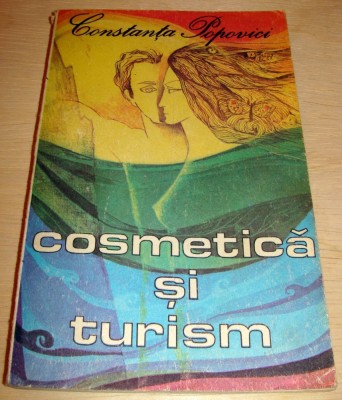 Constanța Popovici
cosmetică
și
turism